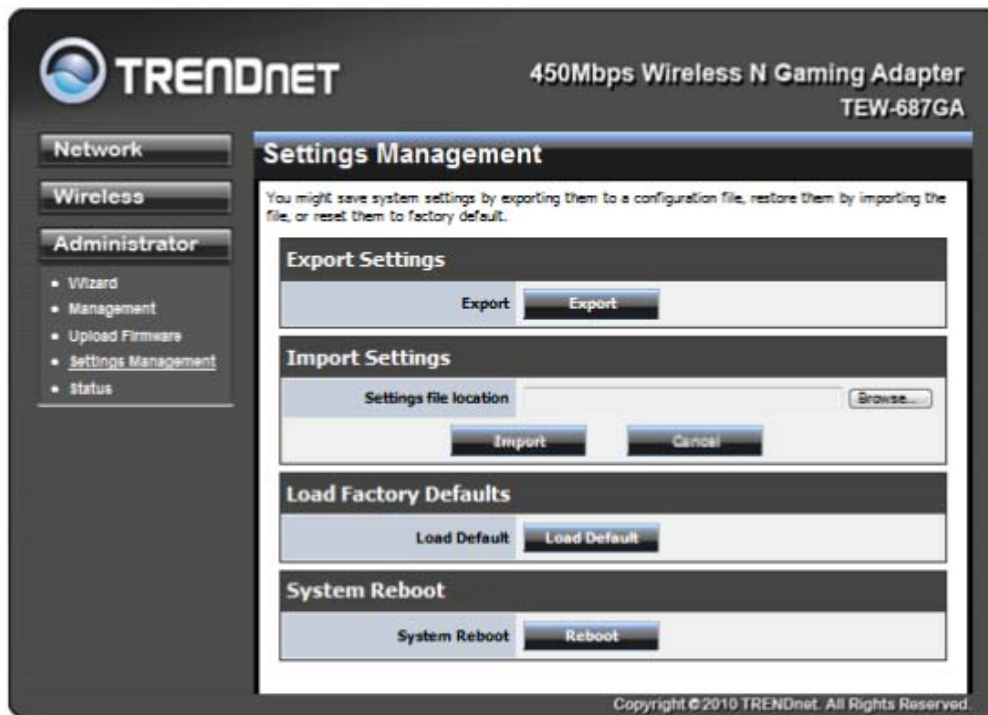 TRENDNET
450Mbps Wireless N Gaming Adapter
TEW-687GA
Network
Wireless
Administrator
Wizard
Management
Upload Firmware
Settings Management
Status
Settings Management
You might save system settings by exporting them to a configuration file, restore them by importing the
file, or reset them to factory default.
Export Settings
Export
Export
Import Settings
Settings file location
Browse...
Import
Cancel
Load Factory Defaults
Load Default
Load Default
System Reboot
System Reboot
Reboot
Copyright © 2010 TRENDnet. All Rights Reserved.